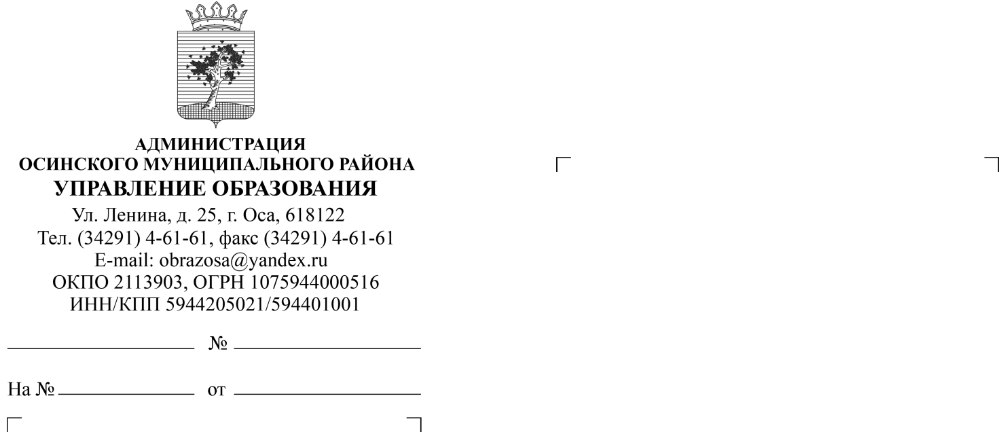 АДМИНИСТРАЦИЯ
ОСИНСКОГО МУНИЦИПАЛЬНОГО РАЙОНА
УПРАВЛЕНИЕ ОБРАЗОВАНИЯ
Ул. Ленина, д. 25, г. Оса, 618122
Тел. (34291) 4-61-61, факс (34291) 4-61-61
E-mail: obrazosa@yandex.ru
ОКПО 2113903, ОГРН 1075944000516
ИНН/КПП 5944205021/594401001
№
На № от